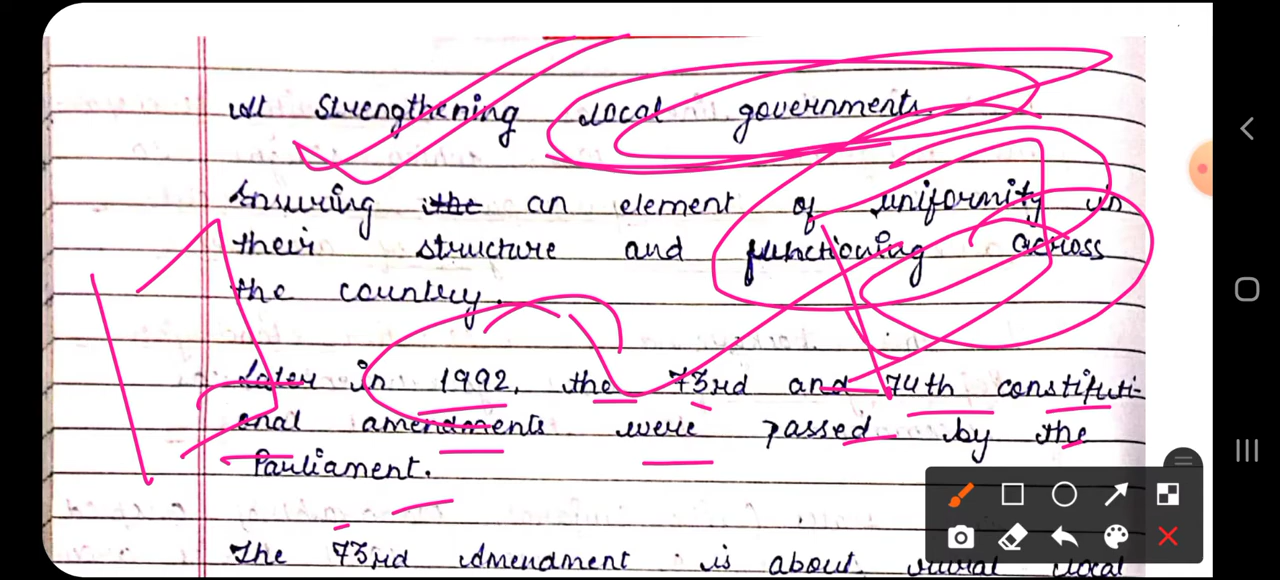 at strengthening local governments
Ensuring the an element of uniformity in
their structure and functioning across
the country.
Later in 1992, the 73rd and 74th constituti-
onal amendments were passed by the
Parliament.
The 73rd Amendment is about rural local